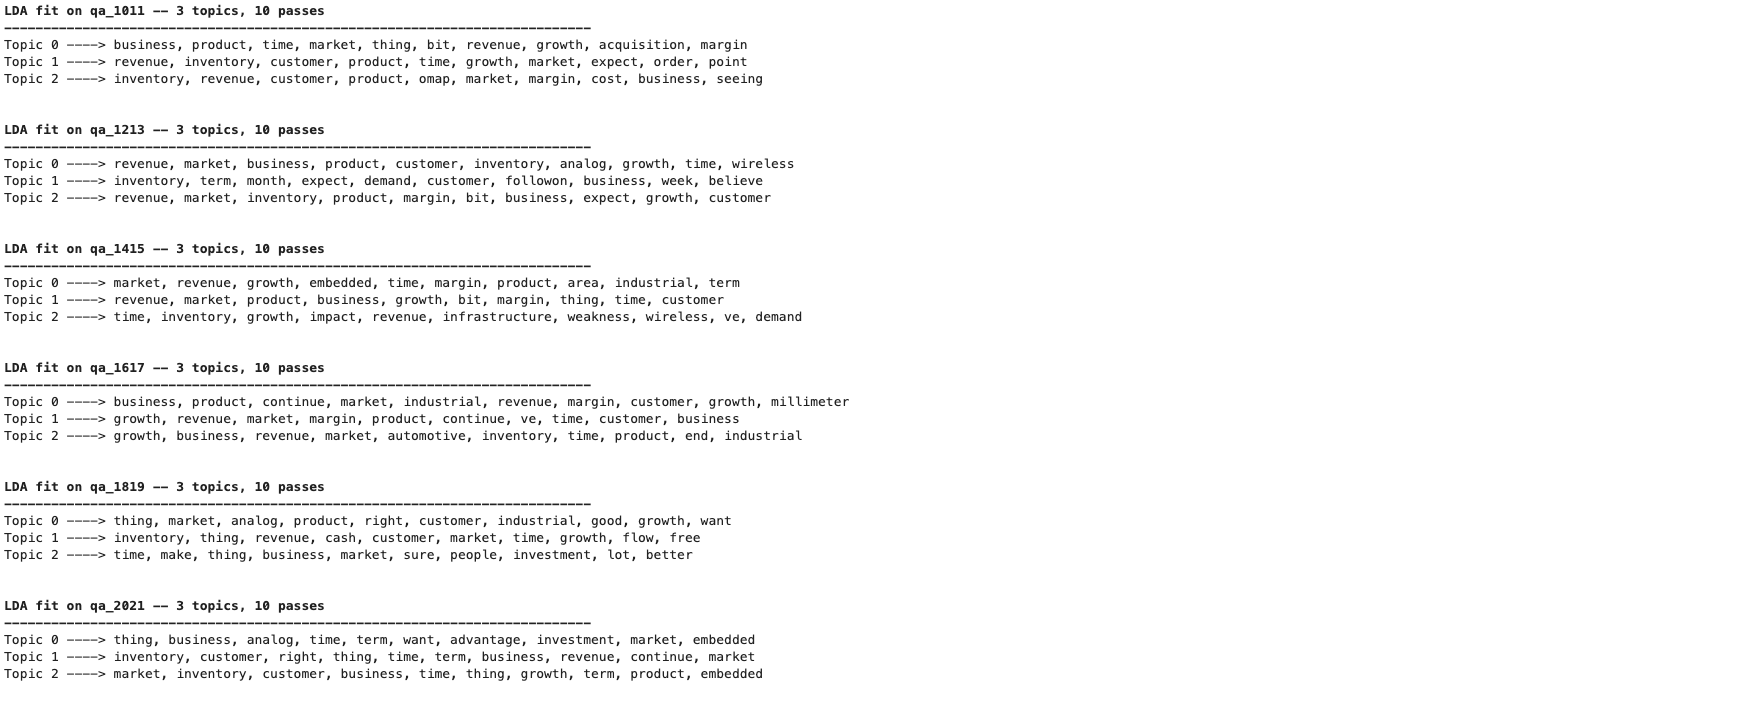 LDA fit on qa_1011 -- 3 topics, 10 passes
---------------------------------------------------------------------------
Topic 0 ----> business, product, time, market, thing, bit, revenue, growth, acquisition, margin
Topic 1 ----> revenue, inventory, customer, product, time, growth, market, expect, order, point
Topic 2 ----> inventory, revenue, customer, product, omap, market, margin, cost, business, seeing
LDA fit on qa_1213 -- 3 topics, 10 passes
---------------------------------------------------------------------------
Topic 0 ----> revenue, market, business, product, customer, inventory, analog, growth, time, wireless
Topic 1 ----> inventory, term, month, expect, demand, customer, followon, business, week, believe
Topic 2 ----> revenue, market, inventory, product, margin, bit, business, expect, growth, customer
LDA fit on qa_1415 -- 3 topics, 10 passes
---------------------------------------------------------------------------
Topic 0 ----> market, revenue, growth, embedded, time, margin, product, area, industrial, term
Topic 1 ----> revenue, market, product, business, growth, bit, margin, thing, time, customer
Topic 2 ----> time, inventory, growth, impact, revenue, infrastructure, weakness, wireless, ve, demand
LDA fit on qa_1617 -- 3 topics, 10 passes
---------------------------------------------------------------------------
Topic 0 ----> business, product, continue, market, industrial, revenue, margin, customer, growth, millimeter
Topic 1 ----> growth, revenue, market, margin, product, continue, ve, time, customer, business
Topic 2 ----> growth, business, revenue, market, automotive, inventory, time, product, end, industrial
LDA fit on qa_1819 -- 3 topics, 10 passes
---------------------------------------------------------------------------
Topic 0 ----> thing, market, analog, product, right, customer, industrial, good, growth, want
Topic 1 ----> inventory, thing, revenue, cash, customer, market, time, growth, flow, free
Topic 2 ----> time, make, thing, business, market, sure, people, investment, lot, better
LDA fit on qa_2021 -- 3 topics, 10 passes
---------------------------------------------------------------------------
Topic 0 ----> thing, business, analog, time, term, want, advantage, investment, market, embedded
Topic 1 ----> inventory, customer, right, thing, time, term, business, revenue, continue, market
Topic 2 ----> market, inventory, customer, business, time, thing, growth, term, product, embedded